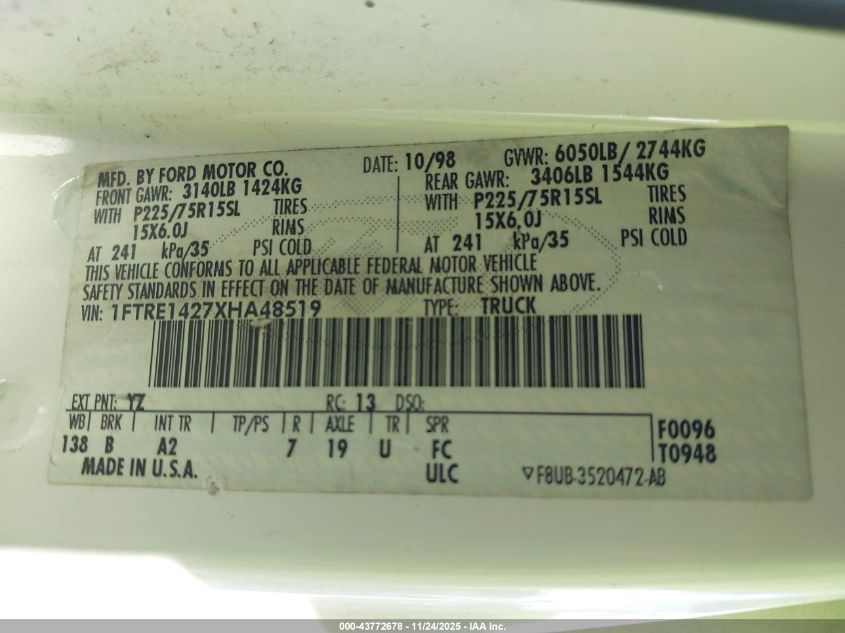 MFD. BY FORD MOTOR CO. DATE: 10/98 GVWR: 6050LB/ 2744KG
FRONT GAWR: 3140LB 1424KG REAR GAWR: 3406LB 1544KG
WITH P225/75R15SL TIRES WITH P225/75R15SL TIRES
15X6.0J RIMS 15X6.0J RIMS
AT 241 kPa/35 PSI COLD AT 241 kPa/35 PSI COLD
THIS VEHICLE CONFORMS TO ALL APPLICABLE FEDERAL MOTOR VEHICLE
SAFETY STANDARDS IN EFFECT ON THE DATE OF MANUFACTURE SHOWN ABOVE.
VIN: 1FTRE1427XHA48519 TYPE: TRUCK
EXT PNT: YZ RC: 13 DSO:
WB BRK INT TR TP/PS R AXLE TR SPR F0096
138 B A2 7 19 U FC T0948
MADE IN U.S.A. ULC F8UB-3520472-AB
000-43772678 - 11/24/2025 - IAA Inc.